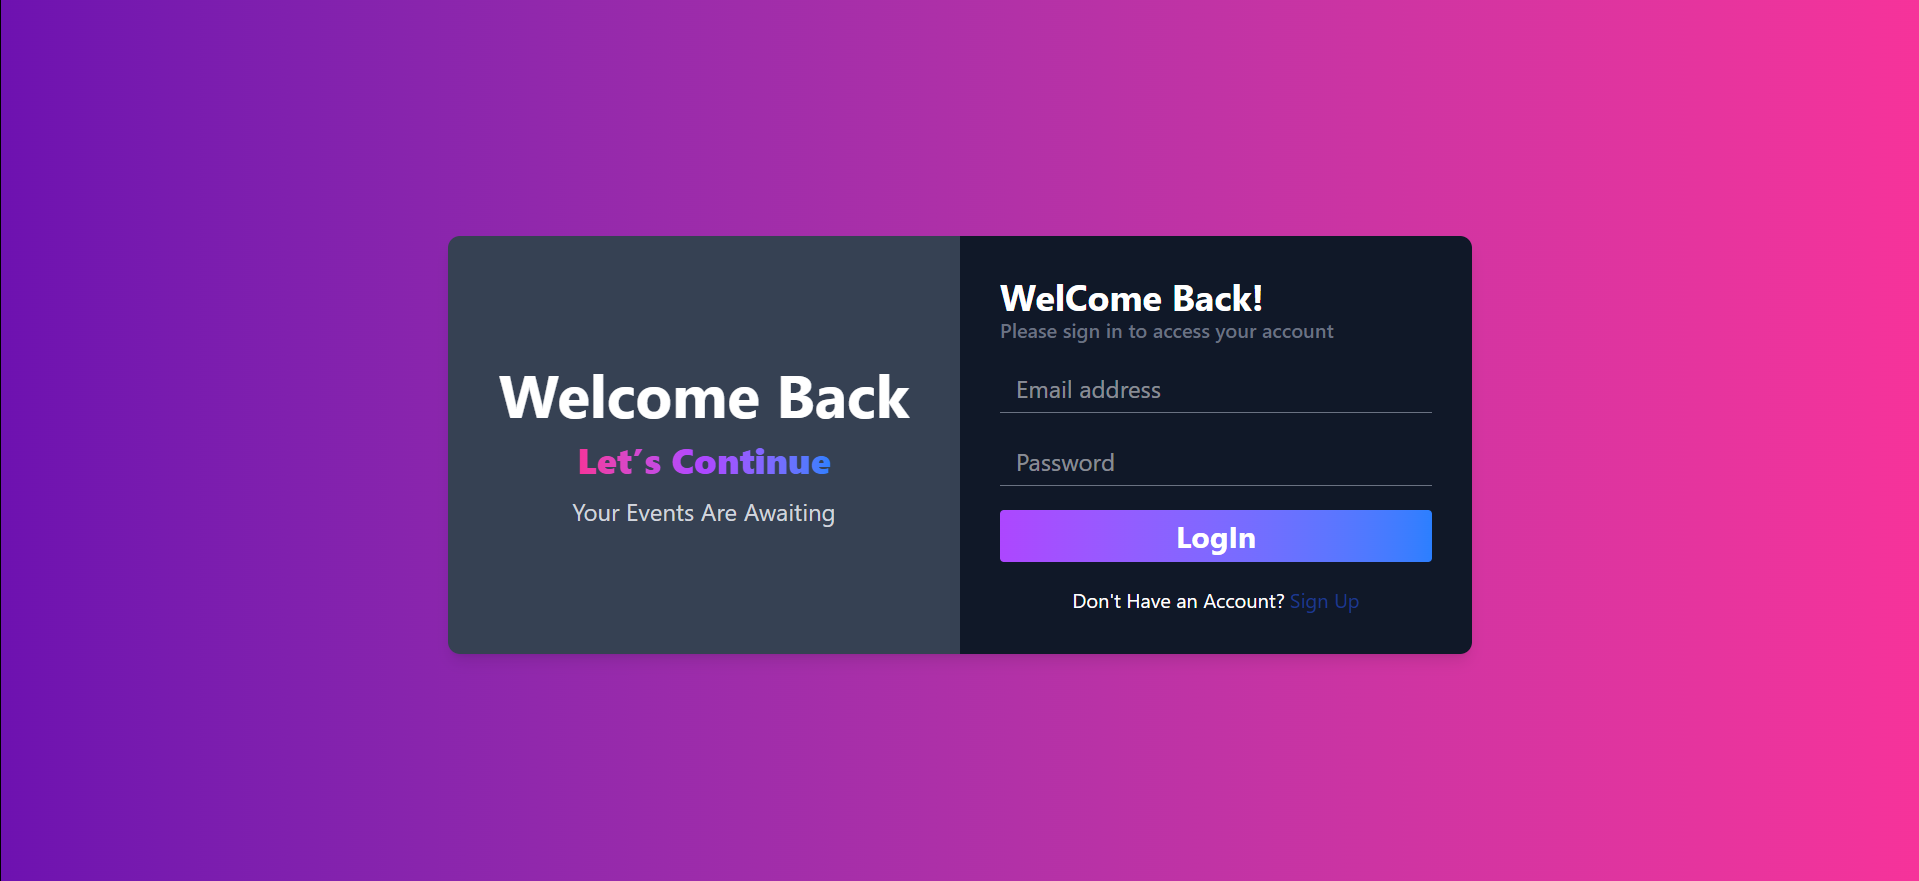 Welcome Back
Let’s Continue
Your Events Are Awaiting
WelCome Back!
Please sign in to access your account
Email address
Password
LogIn
Don't Have an Account? Sign Up